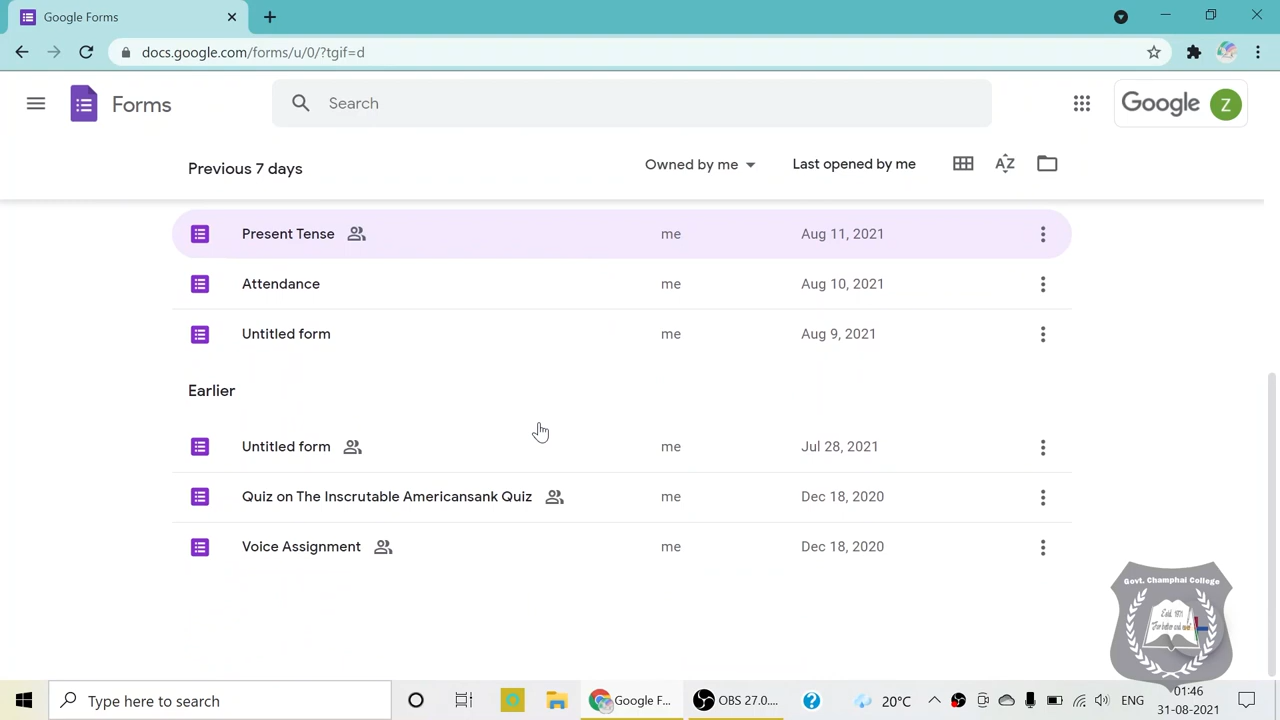 Google Forms
docs.google.com/forms/u/0/?tgif=d
Forms
Search
Google
Z
Previous 7 days
Owned by me
Last opened by me
AZ
Present Tense me Aug 11, 2021
Attendance me Aug 10, 2021
Untitled form me Aug 9, 2021
Earlier
Untitled form me Jul 28, 2021
Quiz on The Inscrutable Americansank Quiz me Dec 18, 2020
Voice Assignment me Dec 18, 2020
Govt. Champhai College
Estd. 1971
Type here to search
Google F...
OBS 27.0....
20°C
ENG
01:46
31-08-2021